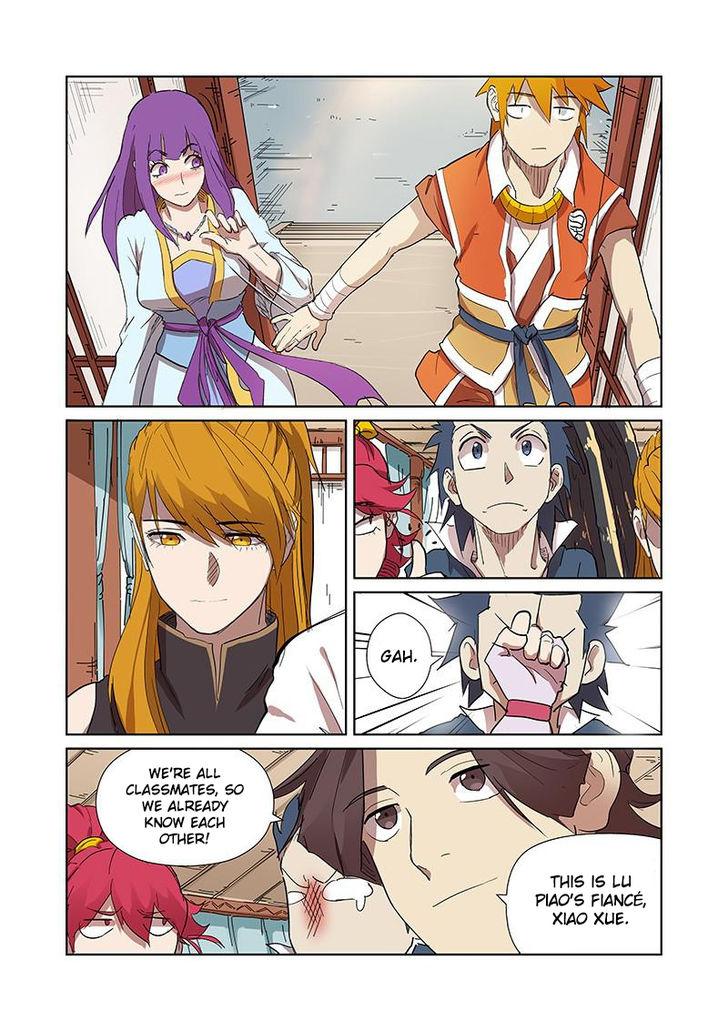 GAH.
WE'RE ALL
CLASSMATES, SO
WE ALREADY
KNOW EACH
OTHER!
THIS IS LU
PIAO'S FIANCÉ,
XIAO XUE.